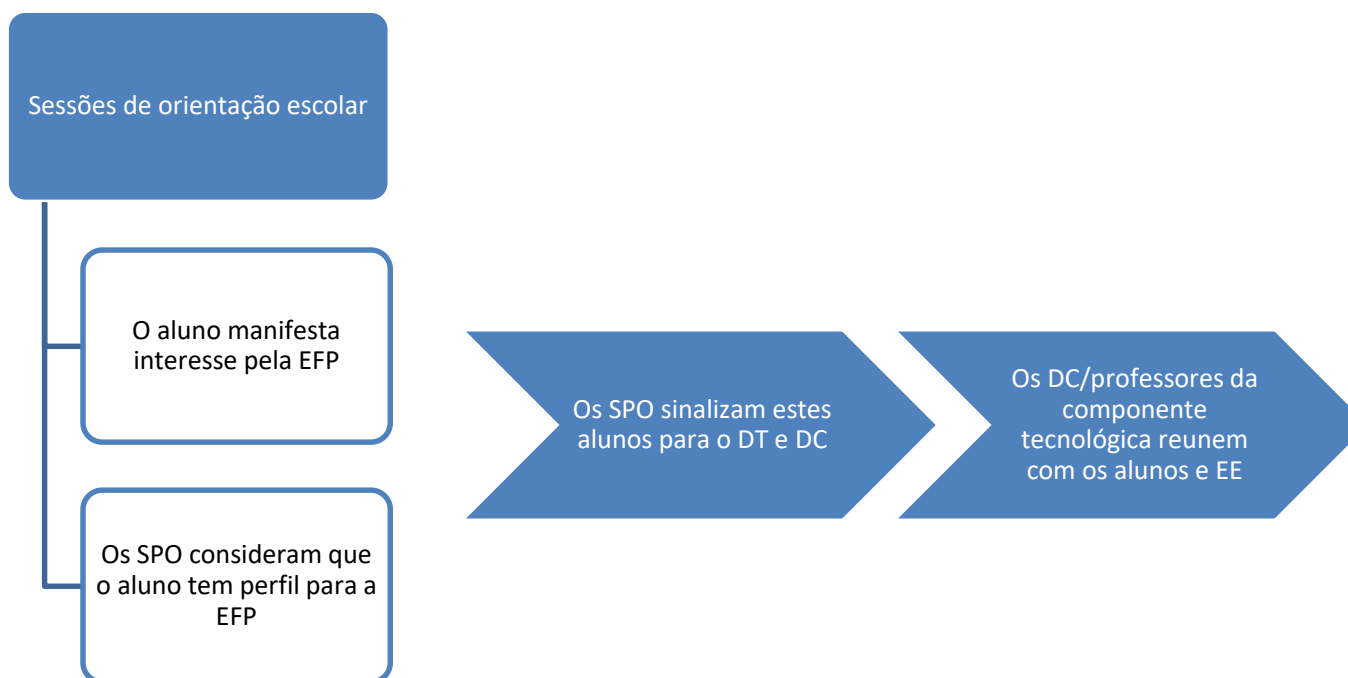 Sessões de orientação escolar
O aluno manifesta
interesse pela EFP
Os SPO consideram que
o aluno tem perfil para a
EFP
Os SPO sinalizam estes
alunos para o DT e DC
Os DC/professores da
componente
tecnológica reunem
com os alunos e EE